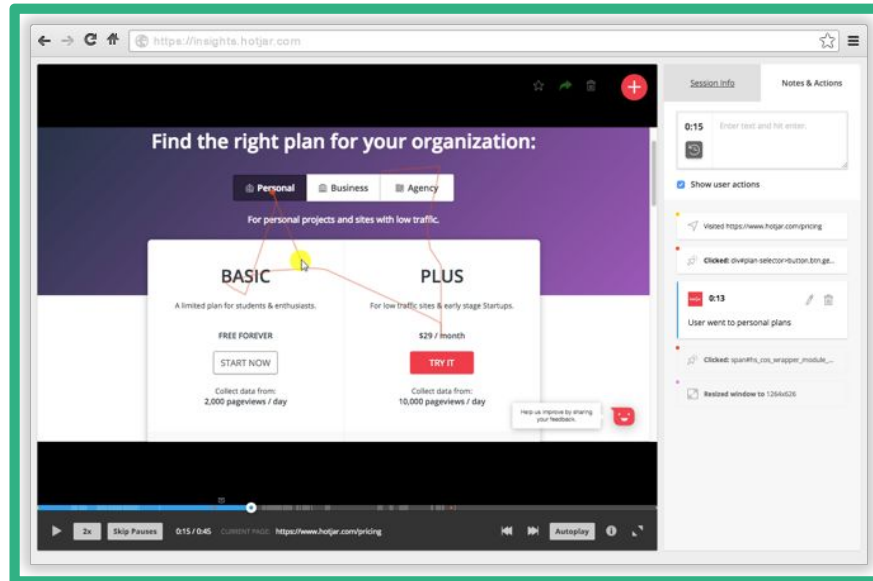 https://insights.hotjar.com
Session Info
Notes & Actions
0:15
Enter text and hit enter.
Show user actions
Visited https://www.hotjar.com/pricing
Clicked: div#plan-selector>button.btn.ge...
0:13
User went to personal plans
Clicked: span#hs_cos_wrapper_module_...
Resized window to 1264x626
Find the right plan for your organization:
Personal
Business
Agency
For personal projects and sites with low traffic.
BASIC
A limited plan for students & enthusiasts.
FREE FOREVER
START NOW
Collect data from:
2,000 pageviews / day
PLUS
For low traffic sites & early stage Startups.
$29 / month
TRY IT
Collect data from:
10,000 pageviews / day
Help us improve by sharing
your feedback.
2x
Skip Pauses
0:15 / 0:45
CURRENT PAGE:
https://www.hotjar.com/pricing
Autoplay